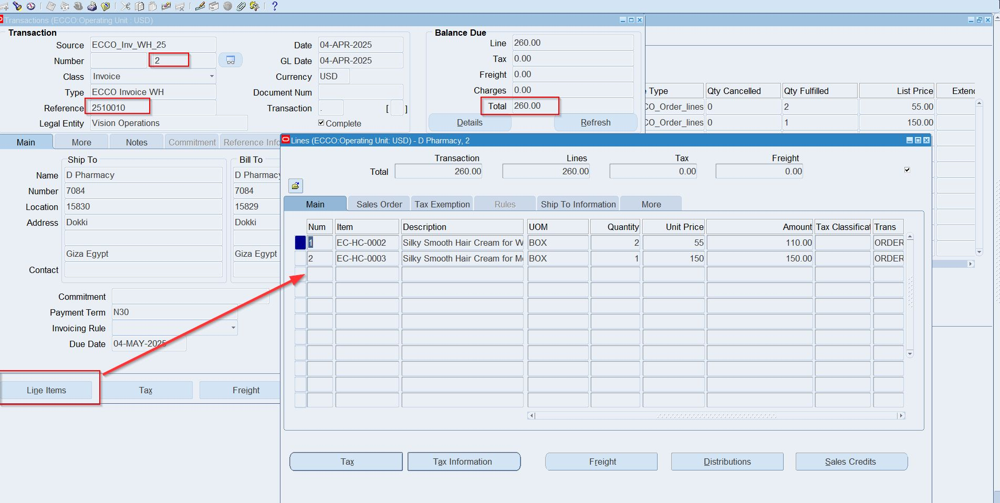 Transactions (ECCO:Operating Unit : USD)
Transaction
Source ECCO_Inv_WH_25
Number 2
Class Invoice
Type ECCO Invoice WH
Reference 2510010
Legal Entity Vision Operations
Date 04-APR-2025
GL Date 04-APR-2025
Currency USD
Document Num
Transaction . [ ]
Complete
Balance Due
Line 260.00
Tax 0.00
Freight 0.00
Charges 0.00
Total 260.00
Details Refresh
Type Qty Cancelled Qty Fulfilled List Price Extend
CO_Order_lines 0 2 55.00
CO_Order_lines 0 1 150.00
Main More Notes Commitment Reference Info
Ship To Bill To
Name D Pharmacy D Pharmacy
Number 7084 7084
Location 15830 15829
Address Dokki Dokki
Giza Egypt Giza Egypt
Contact
Commitment
Payment Term N30
Invoicing Rule
Due Date 04-MAY-2025
Line Items Tax Freight
Lines (ECCO:Operating Unit: USD) - D Pharmacy, 2
Transaction Lines Tax Freight
Total 260.00 260.00 0.00 0.00
Main Sales Order Tax Exemption Rules Ship To Information More
Num Item Description UOM Quantity Unit Price Amount Tax Classificat Trans
1 EC-HC-0002 Silky Smooth Hair Cream for W BOX 2 55 110.00 ORDER
2 EC-HC-0003 Silky Smooth Hair Cream for Me BOX 1 150 150.00 ORDER
Tax Tax Information Freight Distributions Sales Credits